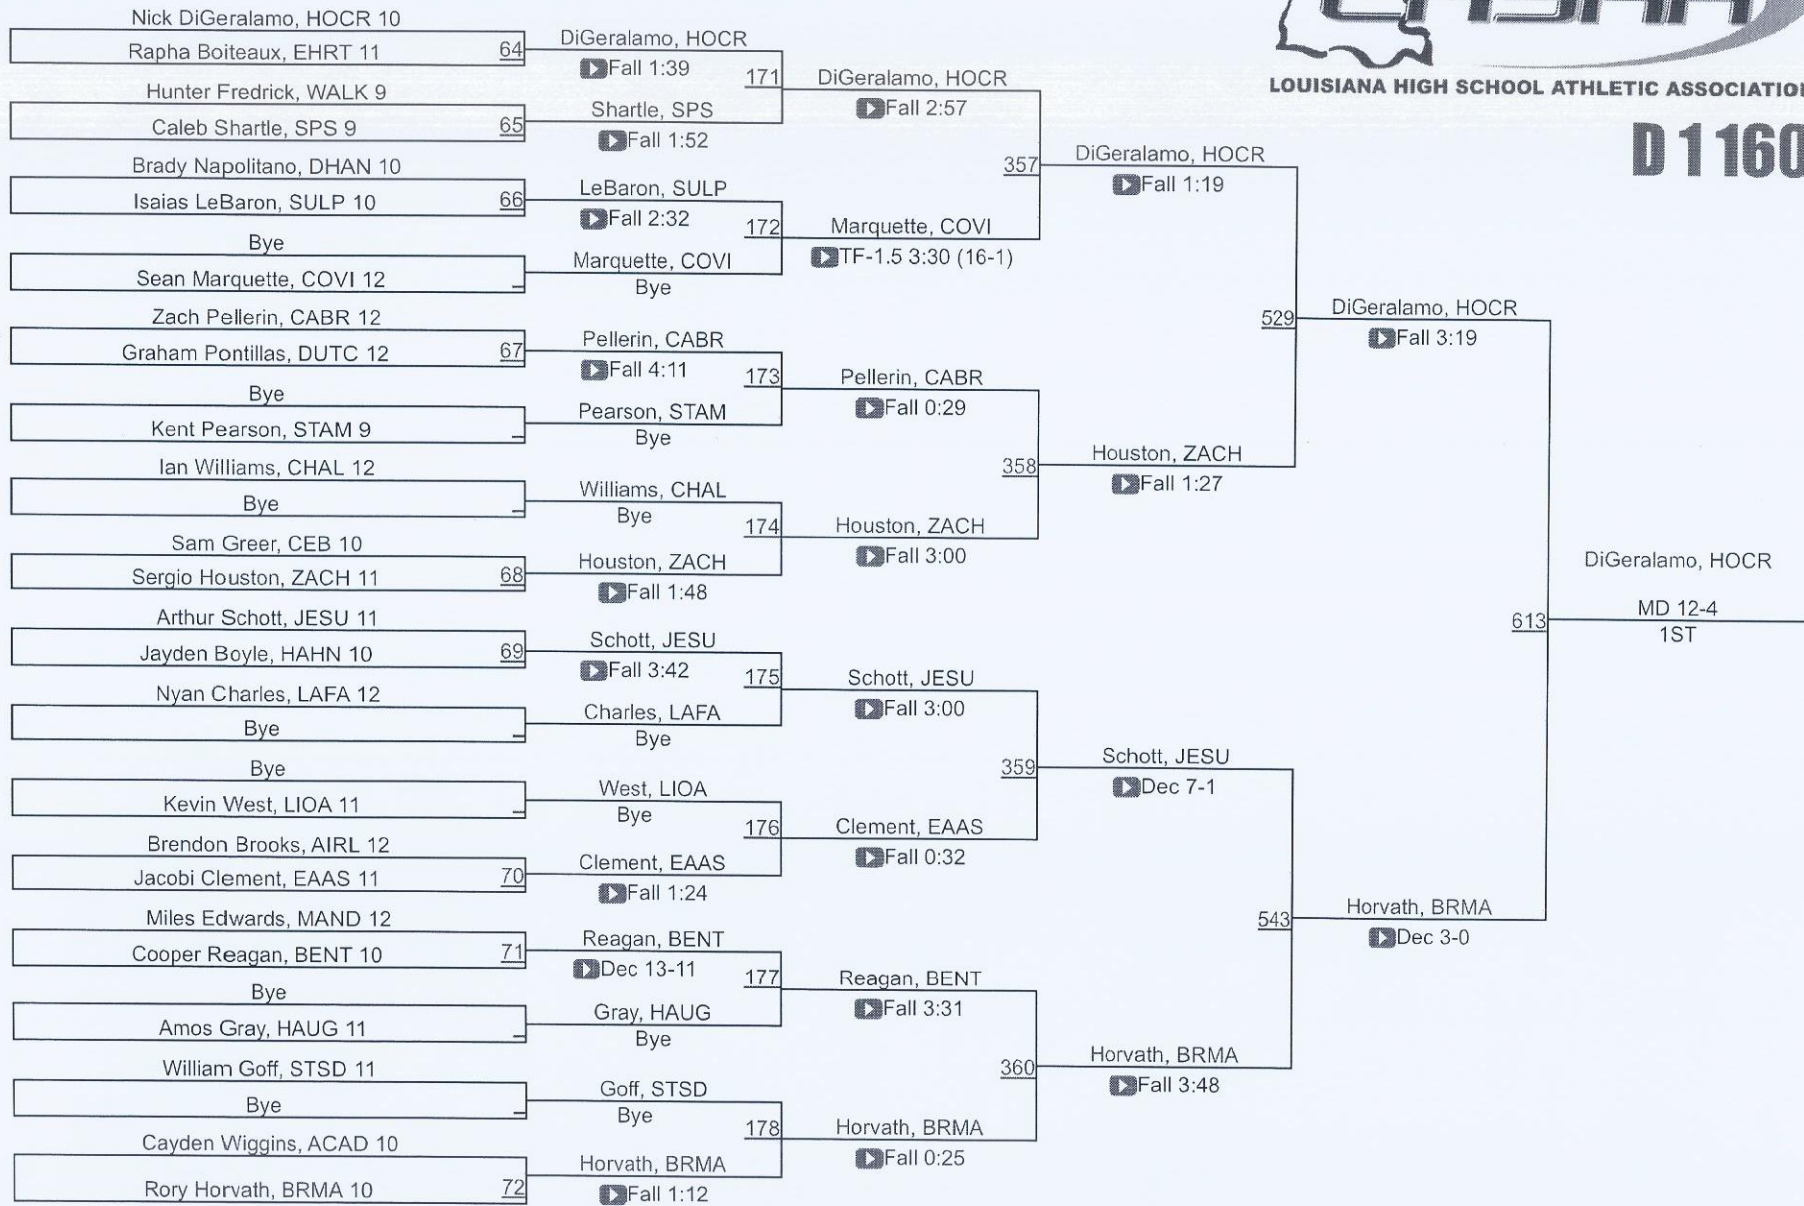 LHSAA
LOUISIANA HIGH SCHOOL ATHLETIC ASSOCIATION
D 1 160
Nick DiGeralamo, HOCR 10
Rapha Boiteaux, EHRT 11
64
Hunter Fredrick, WALK 9
Caleb Shartle, SPS 9
65
Brady Napolitano, DHAN 10
Isaias LeBaron, SULP 10
66
Bye
Sean Marquette, COVI 12
Zach Pellerin, CABR 12
Graham Pontillas, DUTC 12
67
Bye
Kent Pearson, STAM 9
Ian Williams, CHAL 12
Bye
Sam Greer, CEB 10
Sergio Houston, ZACH 11
68
Arthur Schott, JESU 11
Jayden Boyle, HAHN 10
69
Nyan Charles, LAFA 12
Bye
Bye
Kevin West, LIOA 11
Brendon Brooks, AIRL 12
Jacobi Clement, EAAS 11
70
Miles Edwards, MAND 12
Cooper Reagan, BENT 10
71
Bye
Amos Gray, HAUG 11
William Goff, STSD 11
Bye
Cayden Wiggins, ACAD 10
Rory Horvath, BRMA 10
72
DiGeralamo, HOCR
Fall 1:39
171
Shartle, SPS
Fall 1:52
LeBaron, SULP
Fall 2:32
172
Marquette, COVI
Bye
Pellerin, CABR
Fall 4:11
173
Pearson, STAM
Bye
Williams, CHAL
Bye
174
Houston, ZACH
Fall 1:48
Schott, JESU
Fall 3:42
175
Charles, LAFA
Bye
West, LIOA
Bye
176
Clement, EAAS
Fall 1:24
Reagan, BENT
Dec 13-11
177
Gray, HAUG
Bye
Goff, STSD
Bye
178
Horvath, BRMA
Fall 1:12
DiGeralamo, HOCR
Fall 2:57
357
Marquette, COVI
TF-1.5 3:30 (16-1)
Pellerin, CABR
Fall 0:29
358
Houston, ZACH
Fall 3:00
Schott, JESU
Fall 3:00
359
Clement, EAAS
Fall 0:32
Reagan, BENT
Fall 3:31
360
Horvath, BRMA
Fall 0:25
DiGeralamo, HOCR
Fall 1:19
529
Houston, ZACH
Fall 1:27
Schott, JESU
Dec 7-1
543
Horvath, BRMA
Fall 3:48
DiGeralamo, HOCR
Fall 3:19
613
Horvath, BRMA
Dec 3-0
DiGeralamo, HOCR
MD 12-4
1ST